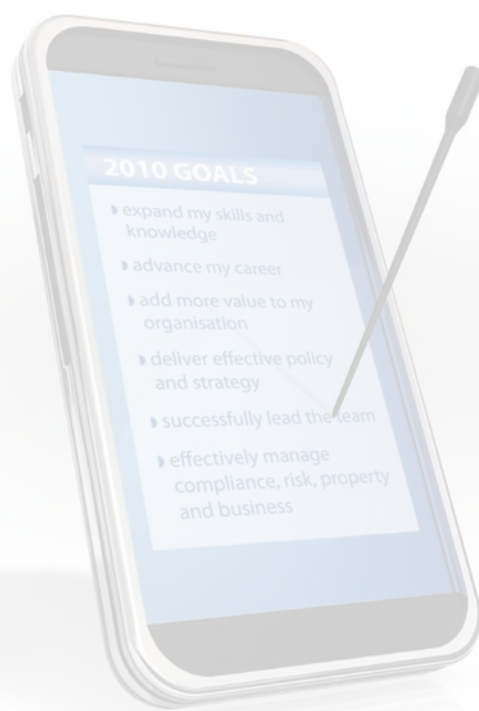 2010 GOALS
expand my skills and
knowledge
advance my career
add more value to my
organisation
deliver effective policy
and strategy
successfully lead the team
effectively manage
compliance, risk, property
and business